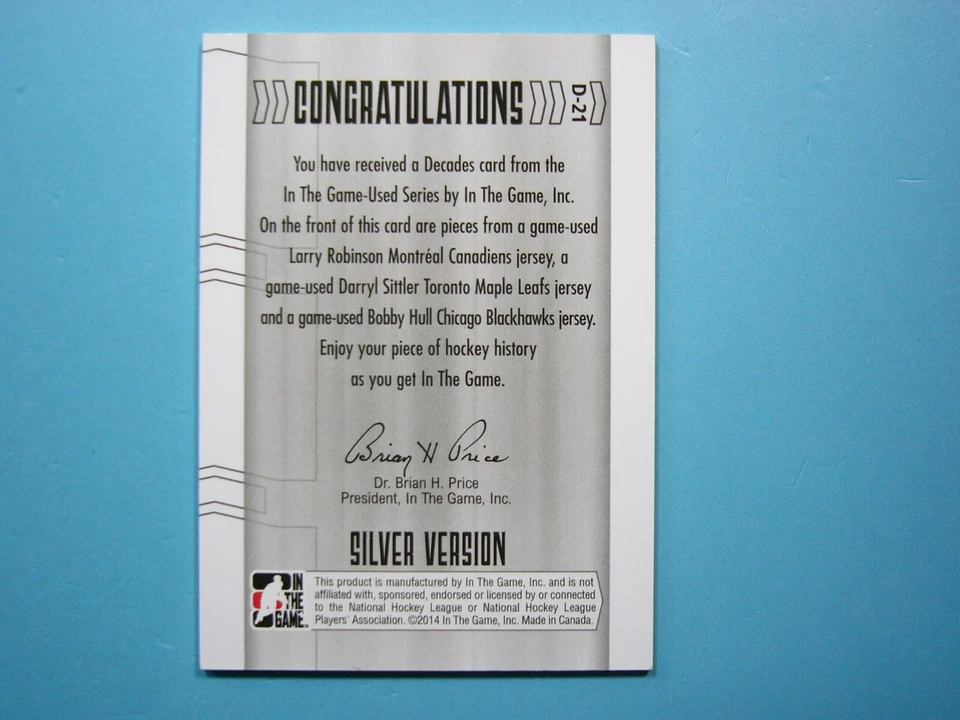 CONGRATULATIONS
D-21
You have received a Decades card from the
In The Game-Used Series by In The Game, Inc.
On the front of this card are pieces from a game-used
Larry Robinson Montréal Canadiens jersey, a
game-used Darryl Sittler Toronto Maple Leafs jersey
and a game-used Bobby Hull Chicago Blackhawks jersey.
Enjoy your piece of hockey history
as you get In The Game.
Brian H Price
Dr. Brian H. Price
President, In The Game, Inc.
SILVER VERSION
IN
THE
GAME
This product is manufactured by In The Game, Inc. and is not
affiliated with, sponsored, endorsed or licensed by or connected
to the National Hockey League or National Hockey League
Players' Association. ©2014 In The Game, Inc. Made in Canada.